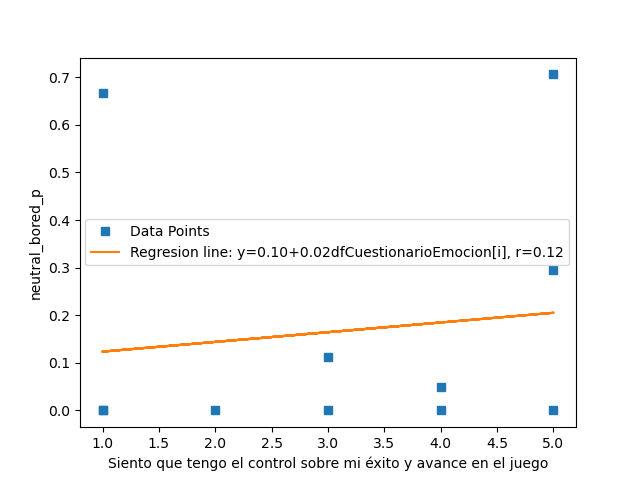 0.7
0.6
0.5
0.4
0.3
0.2
0.1
0.0
neutral_bored_p
Data Points
Regresion line: y=0.10+0.02dfCuestionarioEmocion[i], r=0.12
1.0 1.5 2.0 2.5 3.0 3.5 4.0 4.5 5.0
Siento que tengo el control sobre mi éxito y avance en el juego